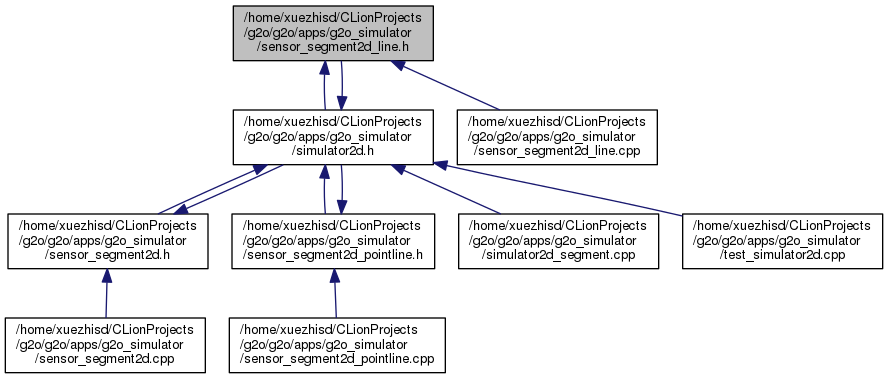 /home/xuezhisd/CLionProjects
/g2o/g2o/apps/g2o_simulator
/sensor_segment2d_line.h
/home/xuezhisd/CLionProjects
/g2o/g2o/apps/g2o_simulator
/simulator2d.h
/home/xuezhisd/CLionProjects
/g2o/g2o/apps/g2o_simulator
/sensor_segment2d_line.cpp
/home/xuezhisd/CLionProjects
/g2o/g2o/apps/g2o_simulator
/sensor_segment2d.h
/home/xuezhisd/CLionProjects
/g2o/g2o/apps/g2o_simulator
/sensor_segment2d_pointline.h
/home/xuezhisd/CLionProjects
/g2o/g2o/apps/g2o_simulator
/simulator2d_segment.cpp
/home/xuezhisd/CLionProjects
/g2o/g2o/apps/g2o_simulator
/test_simulator2d.cpp
/home/xuezhisd/CLionProjects
/g2o/g2o/apps/g2o_simulator
/sensor_segment2d.cpp
/home/xuezhisd/CLionProjects
/g2o/g2o/apps/g2o_simulator
/sensor_segment2d_pointline.cpp